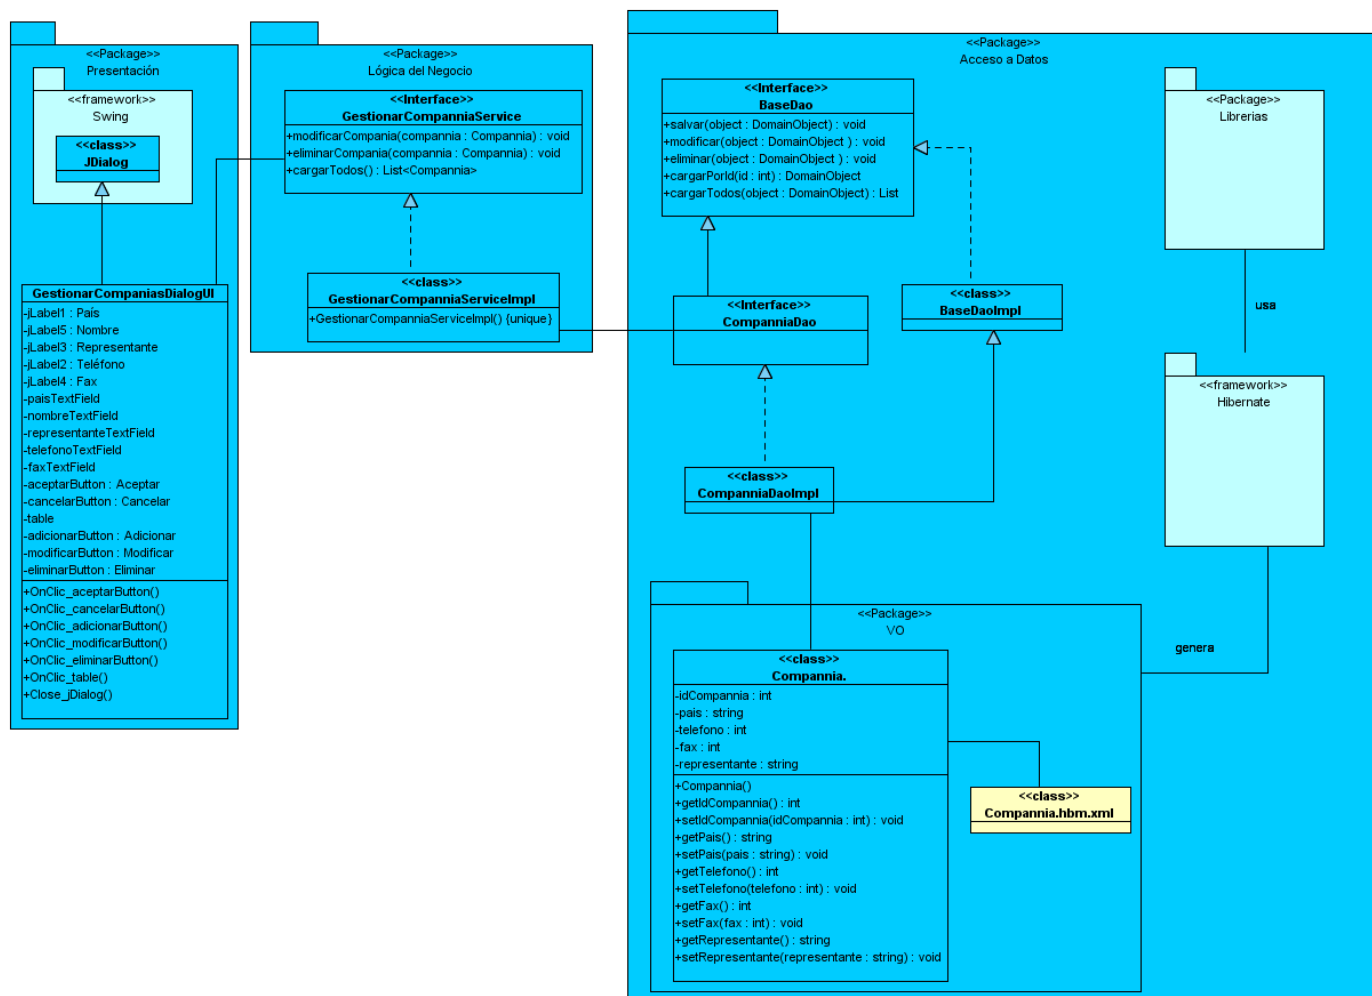 <<Package>>
Presentación
<<framework>>
Swing
<<class>>
JDialog
GestionarCompaniasDialogUI
-jLabel1 : País
-jLabel5 : Nombre
-jLabel3 : Representante
-jLabel2 : Teléfono
-jLabel4 : Fax
-paisTextField
-nombreTextField
-representanteTextField
-telefonoTextField
-faxTextField
-aceptarButton : Aceptar
-cancelarButton : Cancelar
-table
-adicionarButton : Adicionar
-modificarButton : Modificar
-eliminarButton : Eliminar
+OnClic_aceptarButton()
+OnClic_cancelarButton()
+OnClic_adicionarButton()
+OnClic_modificarButton()
+OnClic_eliminarButton()
+OnClic_table()
+Close_jDialog()
<<Package>>
Lógica del Negocio
<<Interface>>
GestionarCompanniaService
+modificarCompania(compannia : Compannia) : void
+eliminarCompania(compannia : Compannia) : void
+cargarTodos() : List<Compannia>
<<class>>
GestionarCompanniaServiceImpl
+GestionarCompanniaServiceImpl() {unique}
<<Package>>
Acceso a Datos
<<Interface>>
BaseDao
+salvar(object : DomainObject) : void
+modificar(object : DomainObject ) : void
+eliminar(object : DomainObject ) : void
+cargarPorId(id : int) : DomainObject
+cargarTodos(object : DomainObject) : List
<<Interface>>
CompanniaDao
<<class>>
BaseDaoImpl
<<class>>
CompanniaDaoImpl
<<Package>>
Librerias
usa
<<framework>>
Hibernate
genera
<<Package>>
VO
<<class>>
Compannia.
-idCompannia : int
-pais : string
-telefono : int
-fax : int
-representante : string
+Compannia()
+getIdCompannia() : int
+setIdCompannia(idCompannia : int) : void
+getPais() : string
+setPais(pais : string) : void
+getTelefono() : int
+setTelefono(telefono : int) : void
+getFax() : int
+setFax(fax : int) : void
+getRepresentante() : string
+setRepresentante(representante : string) : void
<<class>>
Compannia.hbm.xml